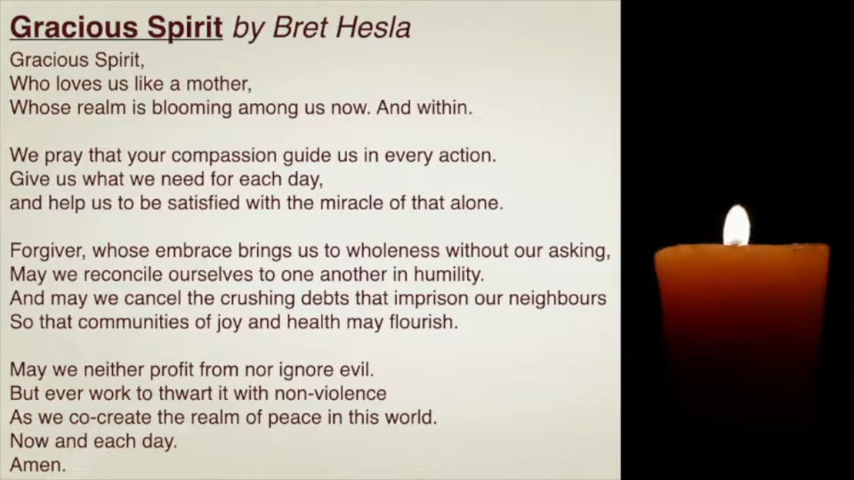 Gracious Spirit by Bret Hesla
Gracious Spirit,
Who loves us like a mother,
Whose realm is blooming among us now. And within.
We pray that your compassion guide us in every action.
Give us what we need for each day,
and help us to be satisfied with the miracle of that alone.
Forgiver, whose embrace brings us to wholeness without our asking,
May we reconcile ourselves to one another in humility.
And may we cancel the crushing debts that imprison our neighbours
So that communities of joy and health may flourish.
May we neither profit from nor ignore evil.
But ever work to thwart it with non-violence
As we co-create the realm of peace in this world.
Now and each day.
Amen.